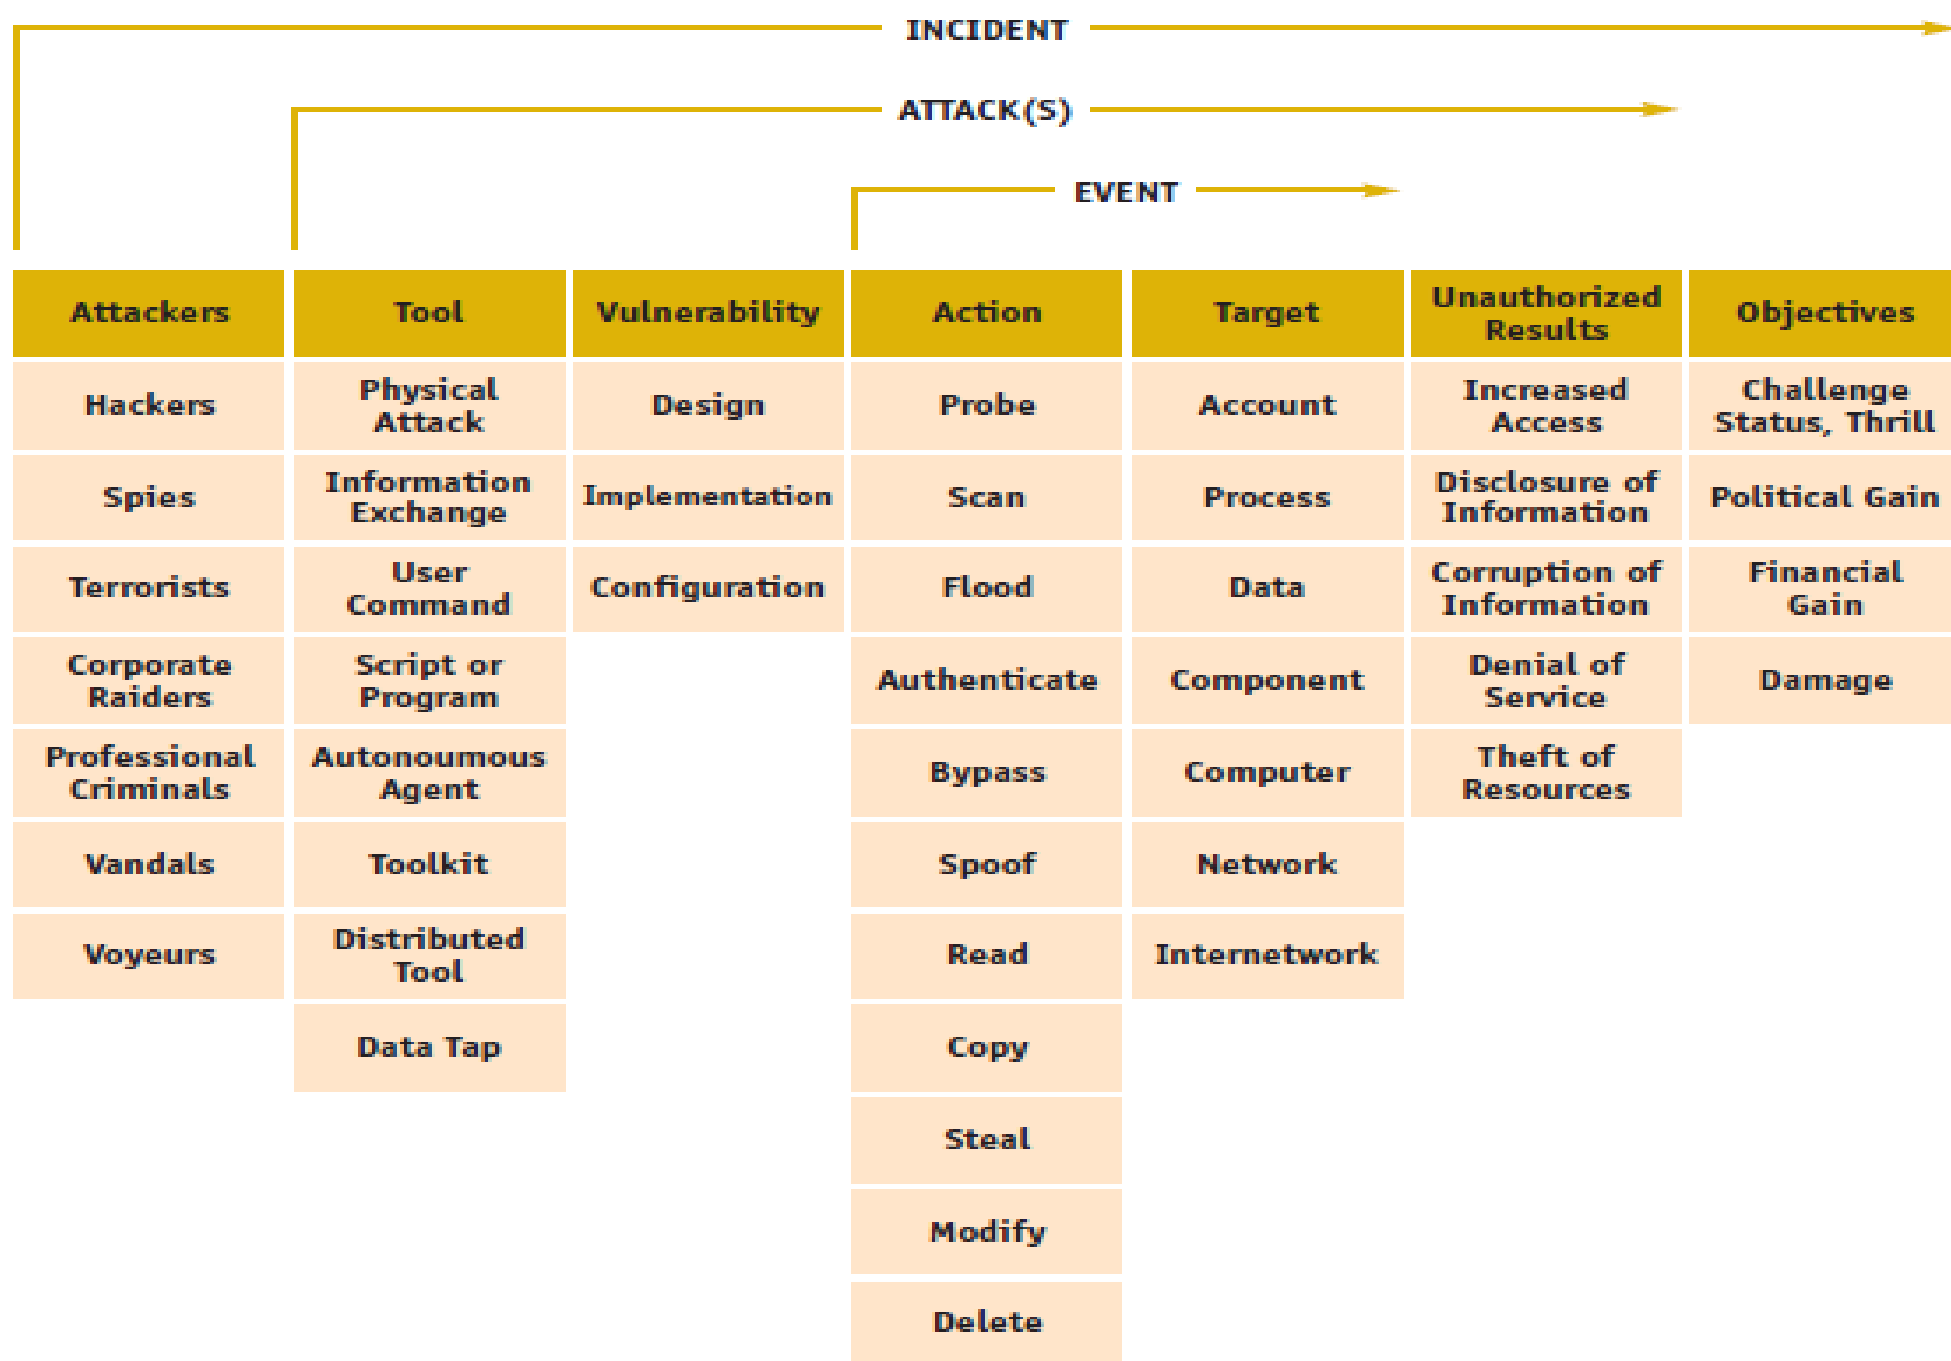 INCIDENT
ATTACK(S)
EVENT
Attackers
Tool
Vulnerability
Action
Target
Unauthorized
Results
Objectives
Hackers
Physical
Attack
Design
Probe
Account
Increased
Access
Challenge
Status, Thrill
Spies
Information
Exchange
Implementation
Scan
Process
Disclosure of
Information
Political Gain
Terrorists
User
Command
Configuration
Flood
Data
Corruption of
Information
Financial
Gain
Corporate
Raiders
Script or
Program
Authenticate
Component
Denial of
Service
Damage
Professional
Criminals
Autonoumous
Agent
Bypass
Computer
Theft of
Resources
Vandals
Toolkit
Spoof
Network
Voyeurs
Distributed
Tool
Read
Internetwork
Data Tap
Copy
Steal
Modify
Delete